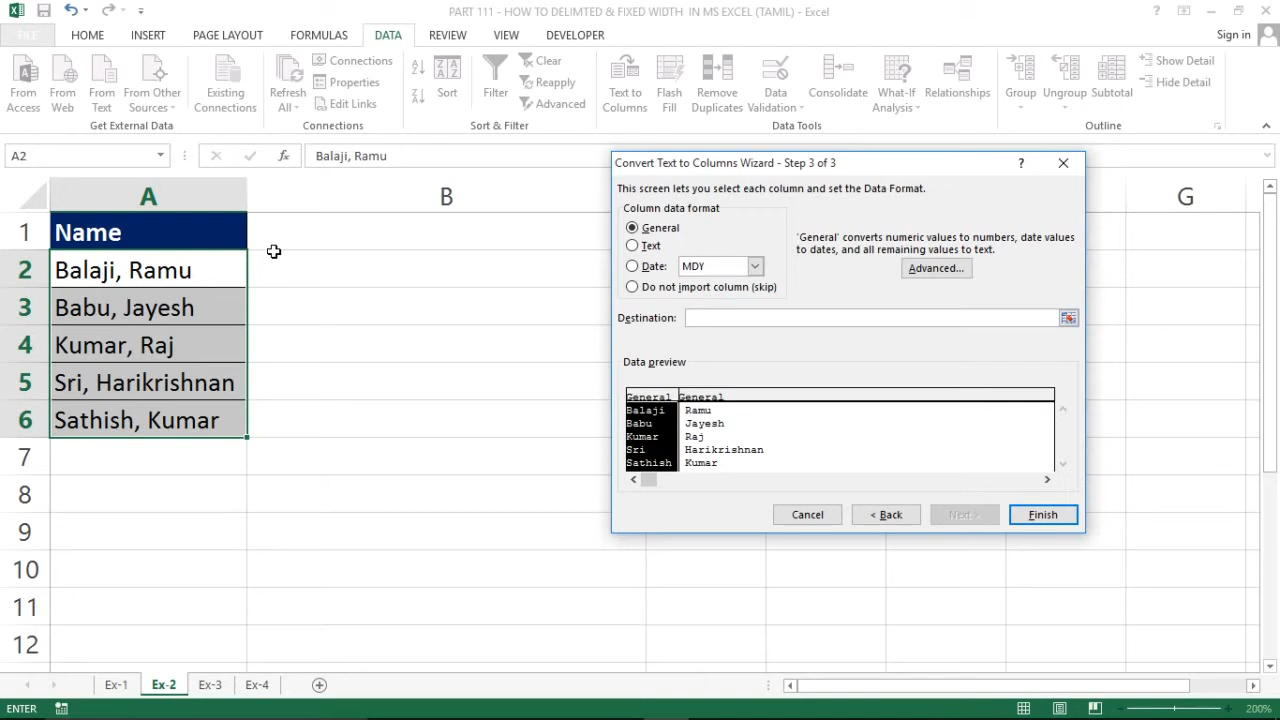 PART 111 - HOW TO DELIMTED & FIXED WIDTH IN MS EXCEL (TAMIL) - Excel
FILE HOME INSERT PAGE LAYOUT FORMULAS DATA REVIEW VIEW DEVELOPER Sign in
From Access
From Web
From Text
From Other Sources
Existing Connections
Get External Data
Refresh All
Connections
Properties
Edit Links
Connections
Sort
Filter
Clear
Reapply
Advanced
Sort & Filter
Text to Columns
Flash Fill
Remove Duplicates
Data Validation
Consolidate
What-If Analysis
Relationships
Data Tools
Group
Ungroup
Subtotal
Show Detail
Hide Detail
Outline
A2 fx Balaji, Ramu
A B G
1 Name
2 Balaji, Ramu
3 Babu, Jayesh
4 Kumar, Raj
5 Sri, Harikrishnan
6 Sathish, Kumar
7
8
9
10
11
12
Convert Text to Columns Wizard - Step 3 of 3 ?
This screen lets you select each column and set the Data Format.
Column data format
General
Text
Date: MDY
Do not import column (skip)
'General' converts numeric values to numbers, date values
to dates, and all remaining values to text.
Advanced...
Destination:
Data preview
General General
Balaji Ramu
Babu Jayesh
Kumar Raj
Sri Harikrishnan
Sathish Kumar
Cancel < Back Next > Finish
Ex-1 Ex-2 Ex-3 Ex-4
ENTER 200%